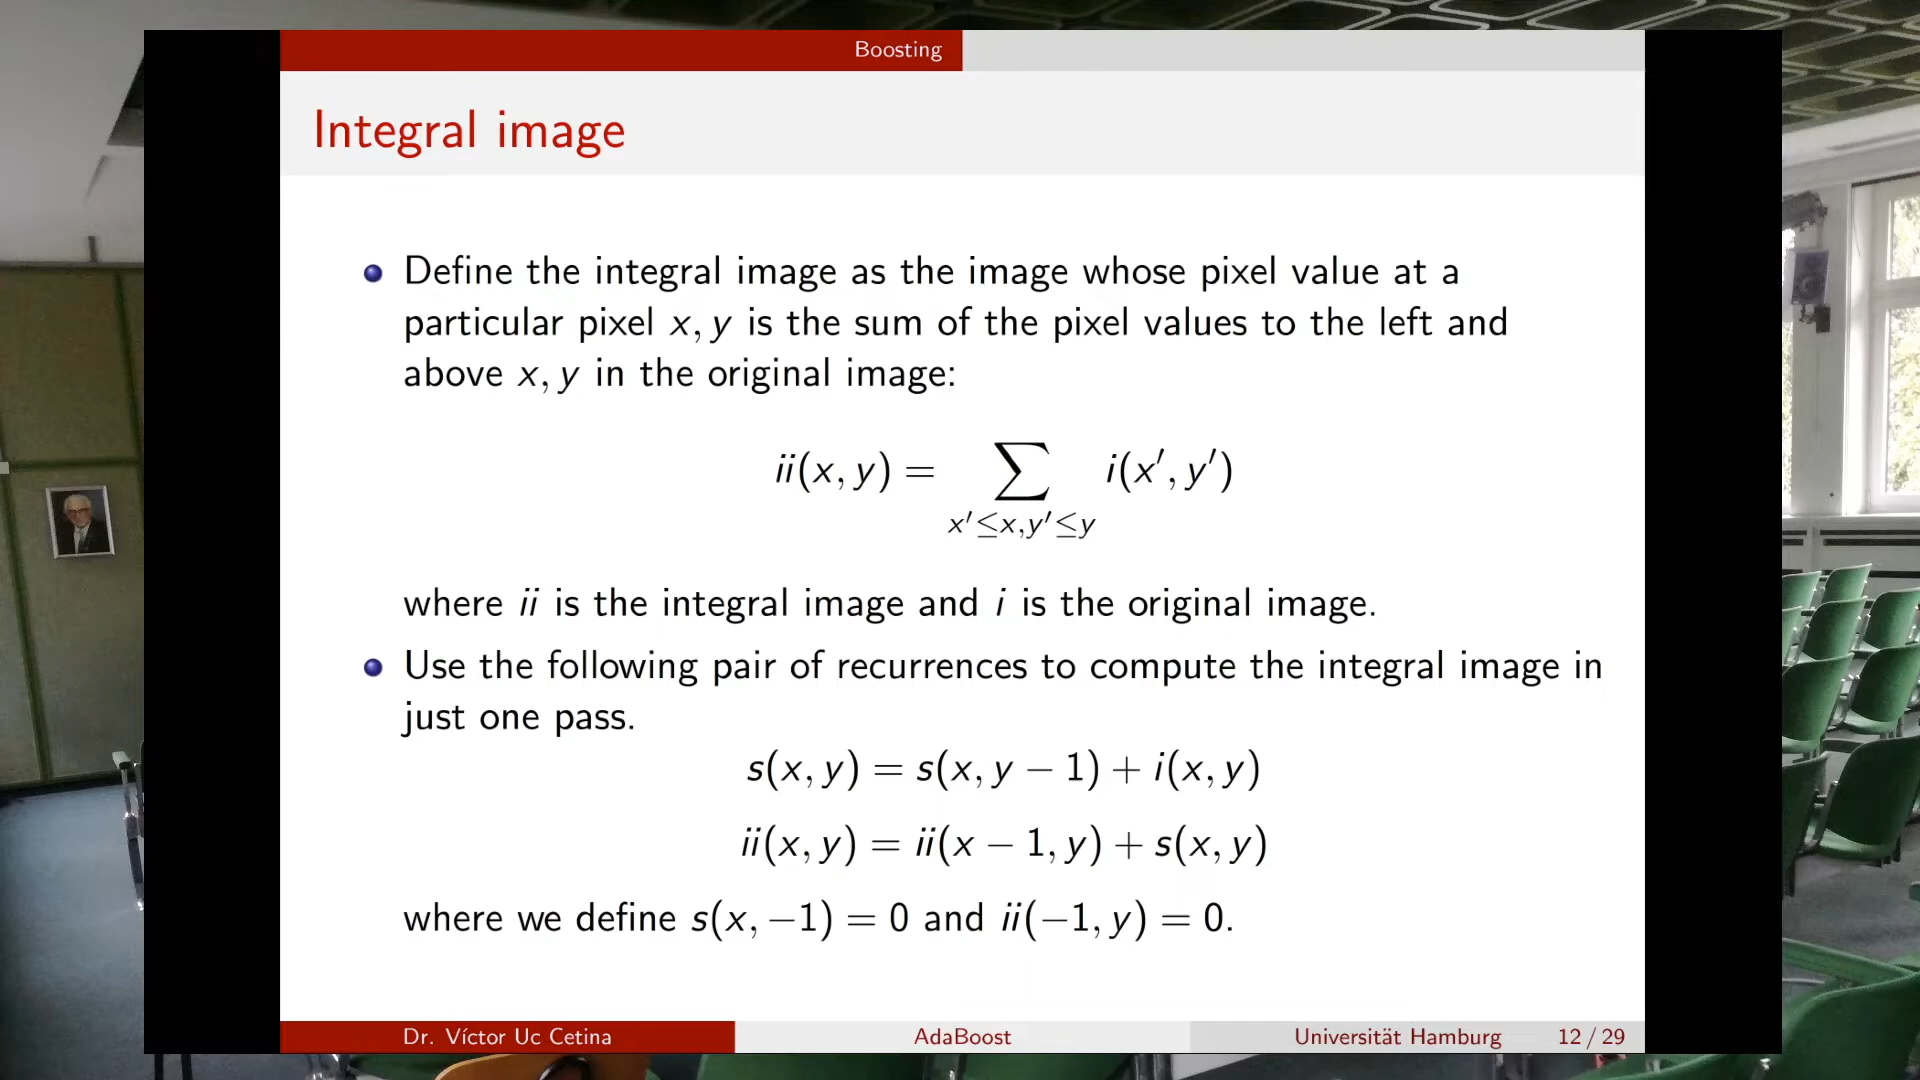 Boosting
Integral image
Define the integral image as the image whose pixel value at a
particular pixel x, y is the sum of the pixel values to the left and
above x, y in the original image:
ii(x, y) = ∑ i(x′, y′)
x′≤x,y′≤y
where ii is the integral image and i is the original image.
Use the following pair of recurrences to compute the integral image in
just one pass.
s(x, y) = s(x, y − 1) + i(x, y)
ii(x, y) = ii(x − 1, y) + s(x, y)
where we define s(x, −1) = 0 and ii(−1, y) = 0.
Dr. Víctor Uc Cetina AdaBoost Universität Hamburg 12 / 29